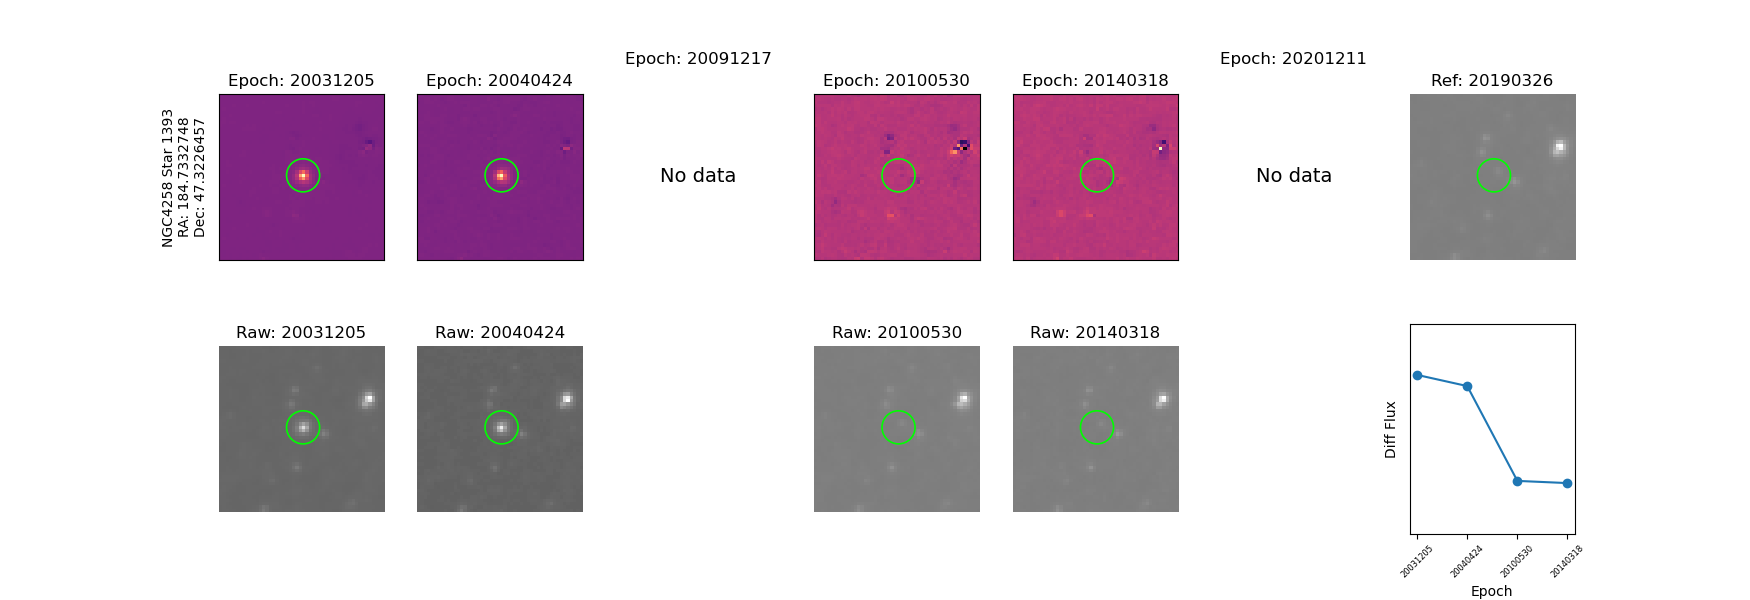 Epoch: 20091217
Epoch: 20201211
Epoch: 20031205
Epoch: 20040424
Epoch: 20100530
Epoch: 20140318
Ref: 20190326
NGC4258 Star 1393
RA: 184.7332748
Dec: 47.3226457
No data
No data
Raw: 20031205
Raw: 20040424
Raw: 20100530
Raw: 20140318
Diff Flux
20031205
20040424
20100530
20140318
Epoch